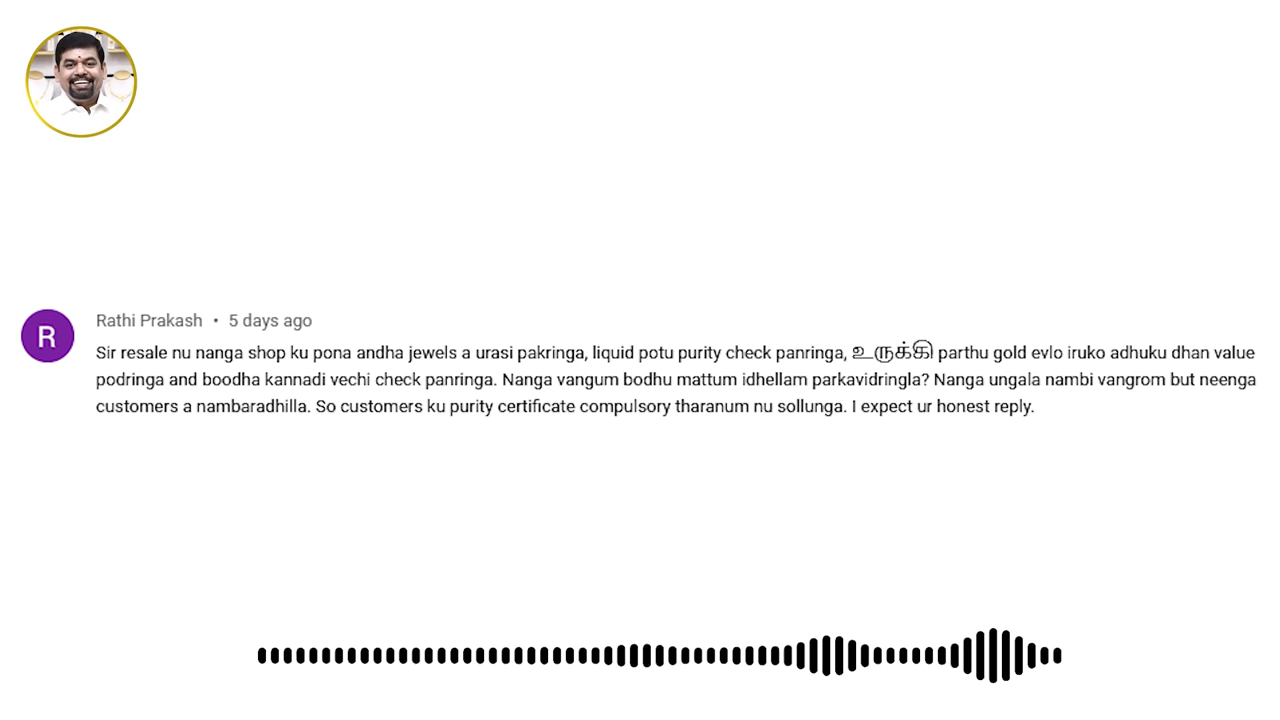 R
Rathi Prakash • 5 days ago
Sir resale nu nanga shop ku pona andha jewels a urasi pakringa, liquid potu purity check panringa, உருக்கி parthu gold evlo iruko adhuku dhan value
podringa and boodha kannadi vechi check panringa. Nanga vangum bodhu mattum idhellam parkavidringla? Nanga ungala nambi vangrom but neenga
customers a nambaradhilla. So customers ku purity certificate compulsory tharanum nu sollunga. I expect ur honest reply.